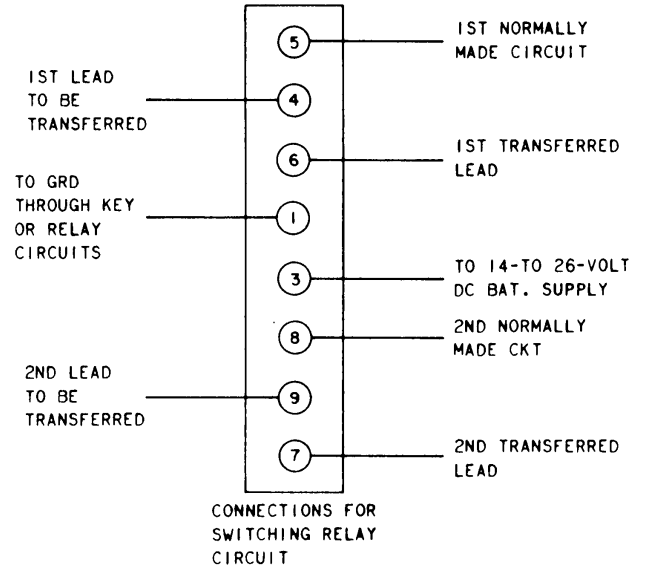 5
1ST NORMALLY
MADE CIRCUIT
1ST LEAD
TO BE
TRANSFERRED
4
6
1ST TRANSFERRED
LEAD
TO GRD
THROUGH KEY
OR RELAY
CIRCUITS
1
3
TO 14-TO 26-VOLT
DC BAT. SUPPLY
8
2ND NORMALLY
MADE CKT
2ND LEAD
TO BE
TRANSFERRED
9
7
2ND TRANSFERRED
LEAD
CONNECTIONS FOR
SWITCHING RELAY
CIRCUIT